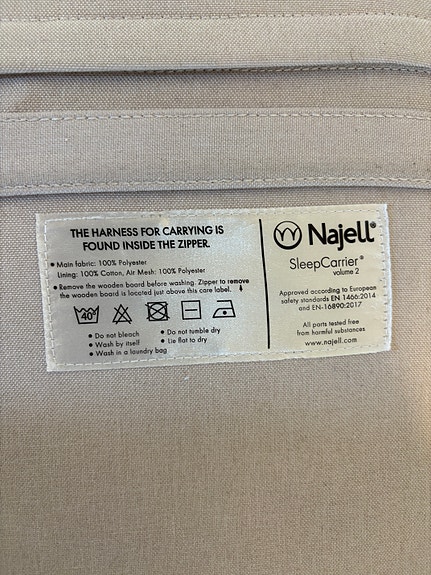 THE HARNESS FOR CARRYING IS
FOUND INSIDE THE ZIPPER.
• Main fabric: 100% Polyester
Lining: 100% Cotton, Air Mesh: 100% Polyester
• Remove the wooden board before washing. Zipper to remove
the wooden board is located just above this care label.
40
• Do not bleach
• Wash by itself
• Wash in a laundry bag
• Do not tumble dry
• Lie flat to dry
Najell®
SleepCarrier®
volume 2
Approved according to European
safety standards EN 1466:2014
and EN-16890:2017
All parts tested free
from harmful substances
www.najell.com